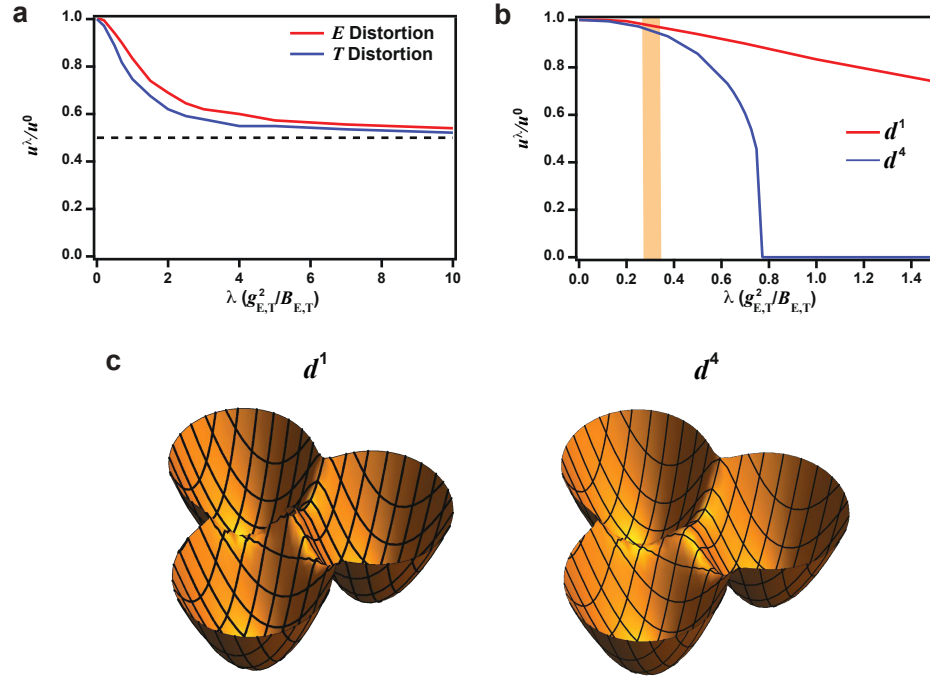 a
1.0
0.8
0.6
0.4
0.2
0.0
u^λ/u^0
E Distortion
T Distortion
0 2 4 6 8 10
λ (g²_E,T/B_E,T)
b
1.0
0.8
0.6
0.4
0.2
0.0
u^λ/u^0
d¹
d⁴
0.0 0.2 0.4 0.6 0.8 1.0 1.2 1.4
λ (g²_E,T/B_E,T)
c
d¹ d⁴